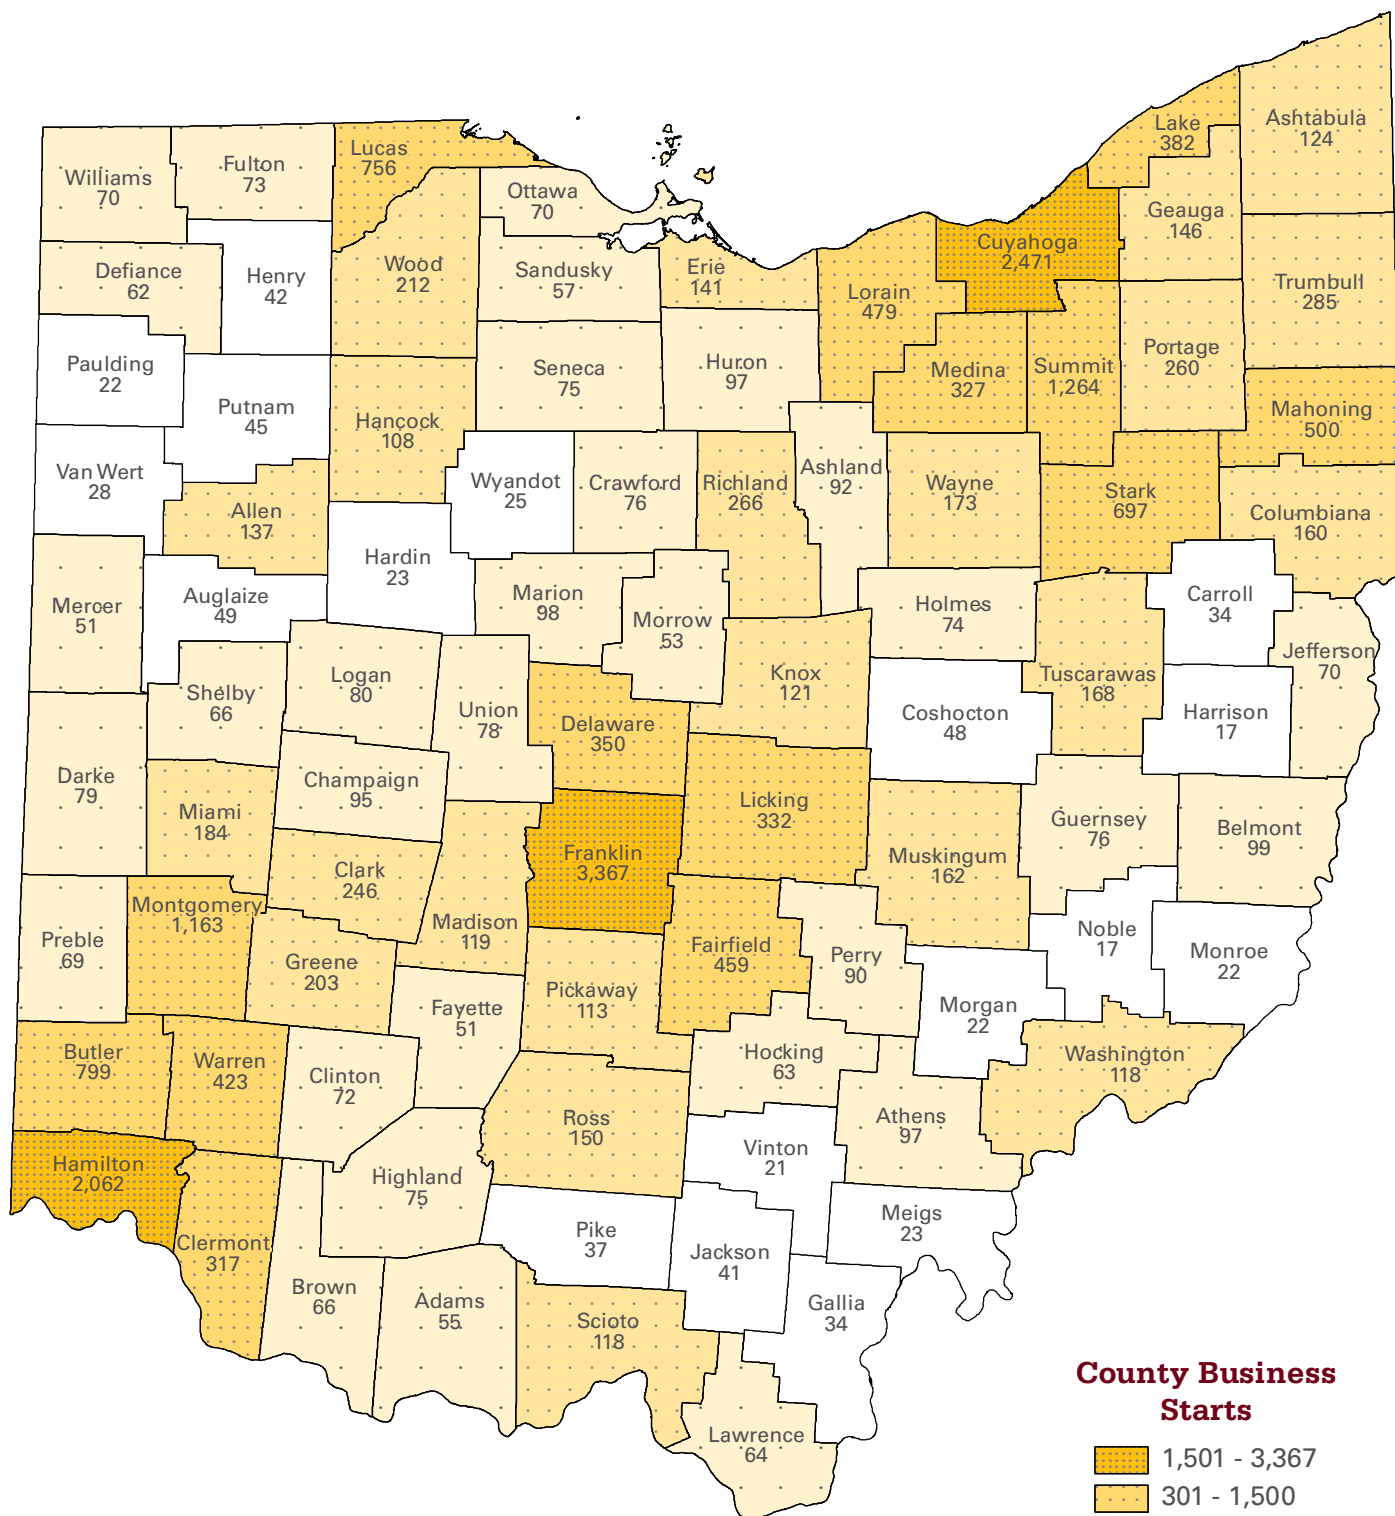 Lake
382
Ashtabula
124
Williams
70
Fulton
73
Lucas
756
Ottawa
70
Geauga
146
Defiance
62
Henry
42
Wood
212
Sandusky
57
Erie
141
Lorain
479
Cuyahoga
2,471
Trumbull
285
Paulding
22
Putnam
45
Hancock
108
Seneca
75
Huron
97
Medina
327
Summit
1,264
Portage
260
Mahoning
500
Van Wert
28
Allen
137
Wyandot
25
Crawford
76
Richland
266
Ashland
92
Wayne
173
Stark
697
Columbiana
160
Mercer
51
Auglaize
49
Hardin
23
Marion
98
Morrow
53
Holmes
74
Carroll
34
Jefferson
70
Shelby
66
Logan
80
Union
78
Delaware
350
Knox
121
Coshocton
48
Tuscarawas
168
Harrison
17
Darke
79
Miami
184
Champaign
95
Licking
332
Guernsey
76
Belmont
99
Clark
246
Franklin
3,367
Muskingum
162
Preble
69
Montgomery
1,163
Greene
203
Madison
119
Pickaway
113
Fairfield
459
Perry
90
Noble
17
Monroe
22
Fayette
51
Morgan
22
Butler
799
Warren
423
Clinton
72
Hocking
63
Washington
118
Ross
150
Athens
97
Hamilton
2,062
Highland
75
Vinton
21
Clermont
317
Pike
37
Jackson
41
Meigs
23
Brown
66
Adams
55
Scioto
118
Gallia
34
Lawrence
64
County Business
Starts
1,501 - 3,367
301 - 1,500